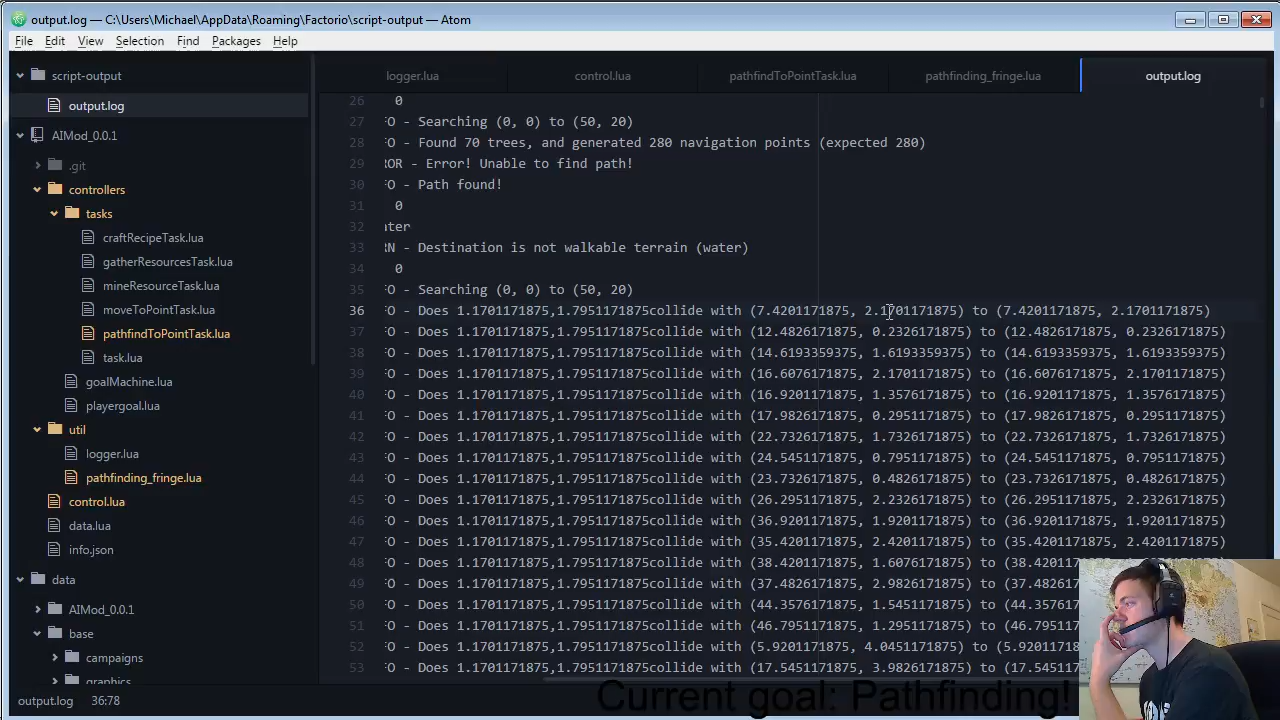 output.log — C:\Users\Michael\AppData\Roaming\Factorio\script-output — Atom
File Edit View Selection Find Packages Help
script-output
output.log
AIMod_0.0.1
.git
controllers
tasks
craftRecipeTask.lua
gatherResourcesTask.lua
mineResourceTask.lua
moveToPointTask.lua
pathfindToPointTask.lua
task.lua
goalMachine.lua
playergoal.lua
util
logger.lua
pathfinding_fringe.lua
control.lua
data.lua
info.json
data
AIMod_0.0.1
base
campaigns
graphics
logger.lua control.lua pathfindToPointTask.lua pathfinding_fringe.lua output.log
26 0
27 O - Searching (0, 0) to (50, 20)
28 O - Found 70 trees, and generated 280 navigation points (expected 280)
29 ROR - Error! Unable to find path!
30 O - Path found!
31 0
32 ater
33 RN - Destination is not walkable terrain (water)
34 0
35 O - Searching (0, 0) to (50, 20)
36 O - Does 1.1701171875,1.7951171875collide with (7.4201171875, 2.1701171875) to (7.4201171875, 2.1701171875)
37 O - Does 1.1701171875,1.7951171875collide with (12.4826171875, 0.2326171875) to (12.4826171875, 0.2326171875)
38 O - Does 1.1701171875,1.7951171875collide with (14.6193359375, 1.6193359375) to (14.6193359375, 1.6193359375)
39 O - Does 1.1701171875,1.7951171875collide with (16.6076171875, 2.1701171875) to (16.6076171875, 2.1701171875)
40 O - Does 1.1701171875,1.7951171875collide with (16.9201171875, 1.3576171875) to (16.9201171875, 1.3576171875)
41 O - Does 1.1701171875,1.7951171875collide with (17.9826171875, 0.2951171875) to (17.9826171875, 0.2951171875)
42 O - Does 1.1701171875,1.7951171875collide with (22.7326171875, 1.7326171875) to (22.7326171875, 1.7326171875)
43 O - Does 1.1701171875,1.7951171875collide with (24.5451171875, 0.7951171875) to (24.5451171875, 0.7951171875)
44 O - Does 1.1701171875,1.7951171875collide with (23.7326171875, 0.4826171875) to (23.7326171875, 0.4826171875)
45 O - Does 1.1701171875,1.7951171875collide with (26.2951171875, 2.2326171875) to (26.2951171875, 2.2326171875)
46 O - Does 1.1701171875,1.7951171875collide with (36.9201171875, 1.9201171875) to (36.9201171875, 1.9201171875)
47 O - Does 1.1701171875,1.7951171875collide with (35.4201171875, 2.4201171875) to (35.4201171875, 2.4201171875)
48 O - Does 1.1701171875,1.7951171875collide with (38.4201171875, 1.6076171875) to (38.42011718
49 O - Does 1.1701171875,1.7951171875collide with (37.4826171875, 2.9826171875) to (37.4826171
50 O - Does 1.1701171875,1.7951171875collide with (44.3576171875, 1.5451171875) to (44.3576171
51 O - Does 1.1701171875,1.7951171875collide with (46.7951171875, 1.2951171875) to (46.7951171
52 O - Does 1.1701171875,1.7951171875collide with (5.9201171875, 4.0451171875) to (5.92011718
53 O - Does 1.1701171875,1.7951171875collide with (17.5451171875, 3.9826171875) to (17.5451171
output.log 36:78
Current goal: Pathfinding!